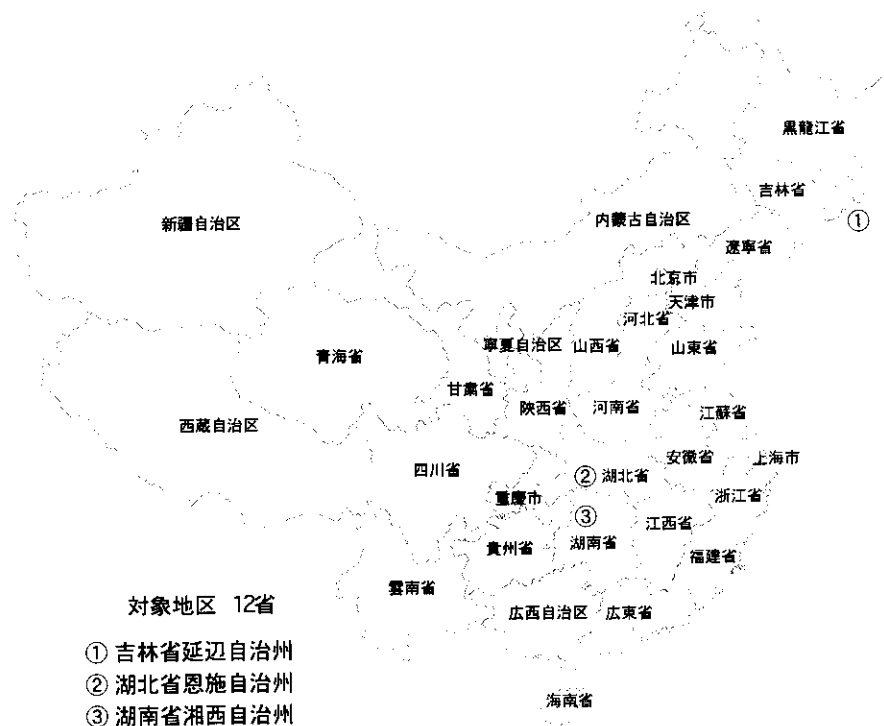 黒龍江省
吉林省
①
新疆自治区
内蒙古自治区
遼寧省
北京市
天津市
河北省
寧夏自治区
山西省
山東省
青海省
甘粛省
陝西省
河南省
江蘇省
西蔵自治区
四川省
②
湖北省
安徽省
上海市
重慶市
浙江省
③
江西省
貴州省
湖南省
福建省
雲南省
広西自治区
広東省
海南省
対象地区 12省
① 吉林省延辺自治州
② 湖北省恩施自治州
③ 湖南省湘西自治州